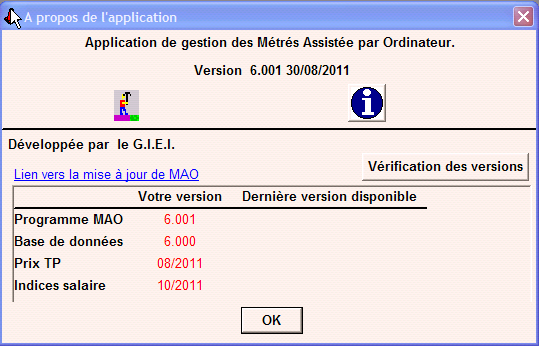 A propos de l'application
Application de gestion des Métrés Assistée par Ordinateur.
Version 6.001 30/08/2011
Développée par le G.I.E.I.
Lien vers la mise à jour de MAO
Vérification des versions
Votre version Dernière version disponible
Programme MAO 6.001
Base de données 6.000
Prix TP 08/2011
Indices salaire 10/2011
OK